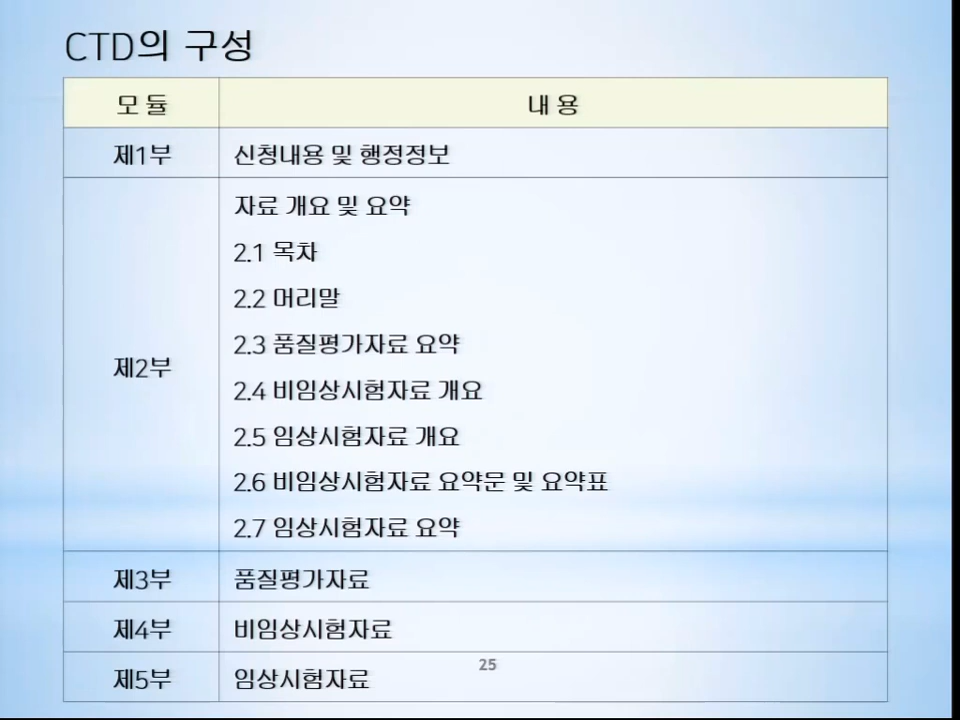 CTD의 구성
모 듈 내 용
제1부 신청내용 및 행정정보
제2부
자료 개요 및 요약
2.1 목차
2.2 머리말
2.3 품질평가자료 요약
2.4 비임상시험자료 개요
2.5 임상시험자료 개요
2.6 비임상시험자료 요약문 및 요약표
2.7 임상시험자료 요약
제3부 품질평가자료
제4부 비임상시험자료
제5부 임상시험자료
25